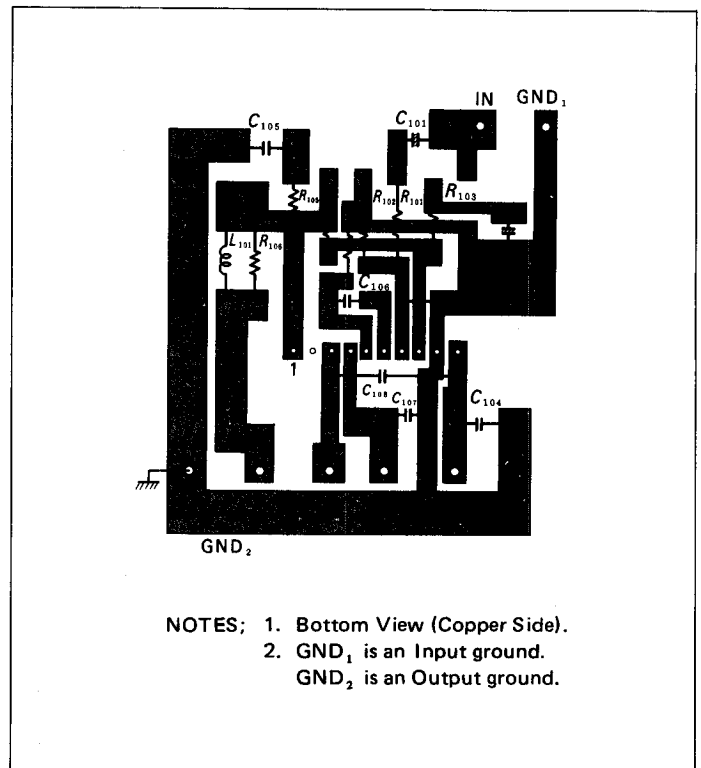 IN GND₁
C₁₀₅ C₁₀₁
R₁₀₅ R₁₀₂ R₁₀₁ R₁₀₃
L₁₀₁ R₁₀₆
C₁₀₆
1
C₁₀₈ C₁₀₇ C₁₀₄
GND₂
NOTES; 1. Bottom View (Copper Side).
2. GND₁ is an Input ground.
GND₂ is an Output ground.